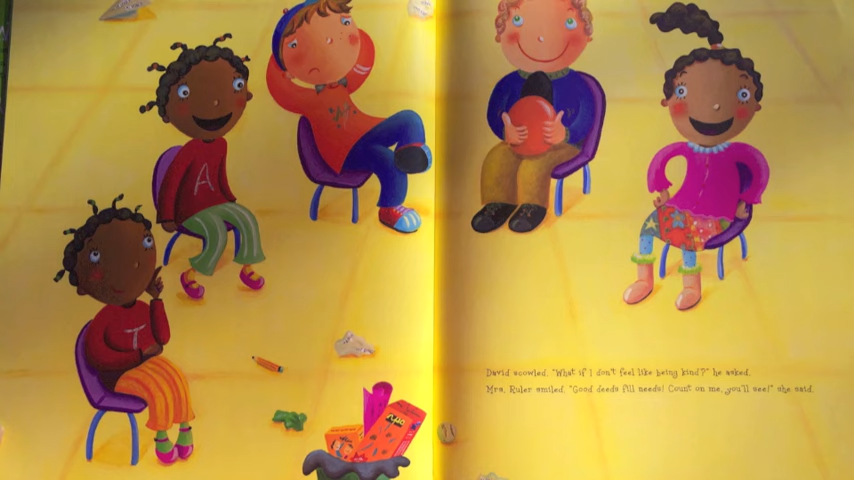 A
T
David scowled. "What if I don't feel like being kind?" he asked.
Mrs. Ruler smiled. "Good deeds fill needs! Count on me, you'll see!" she said.